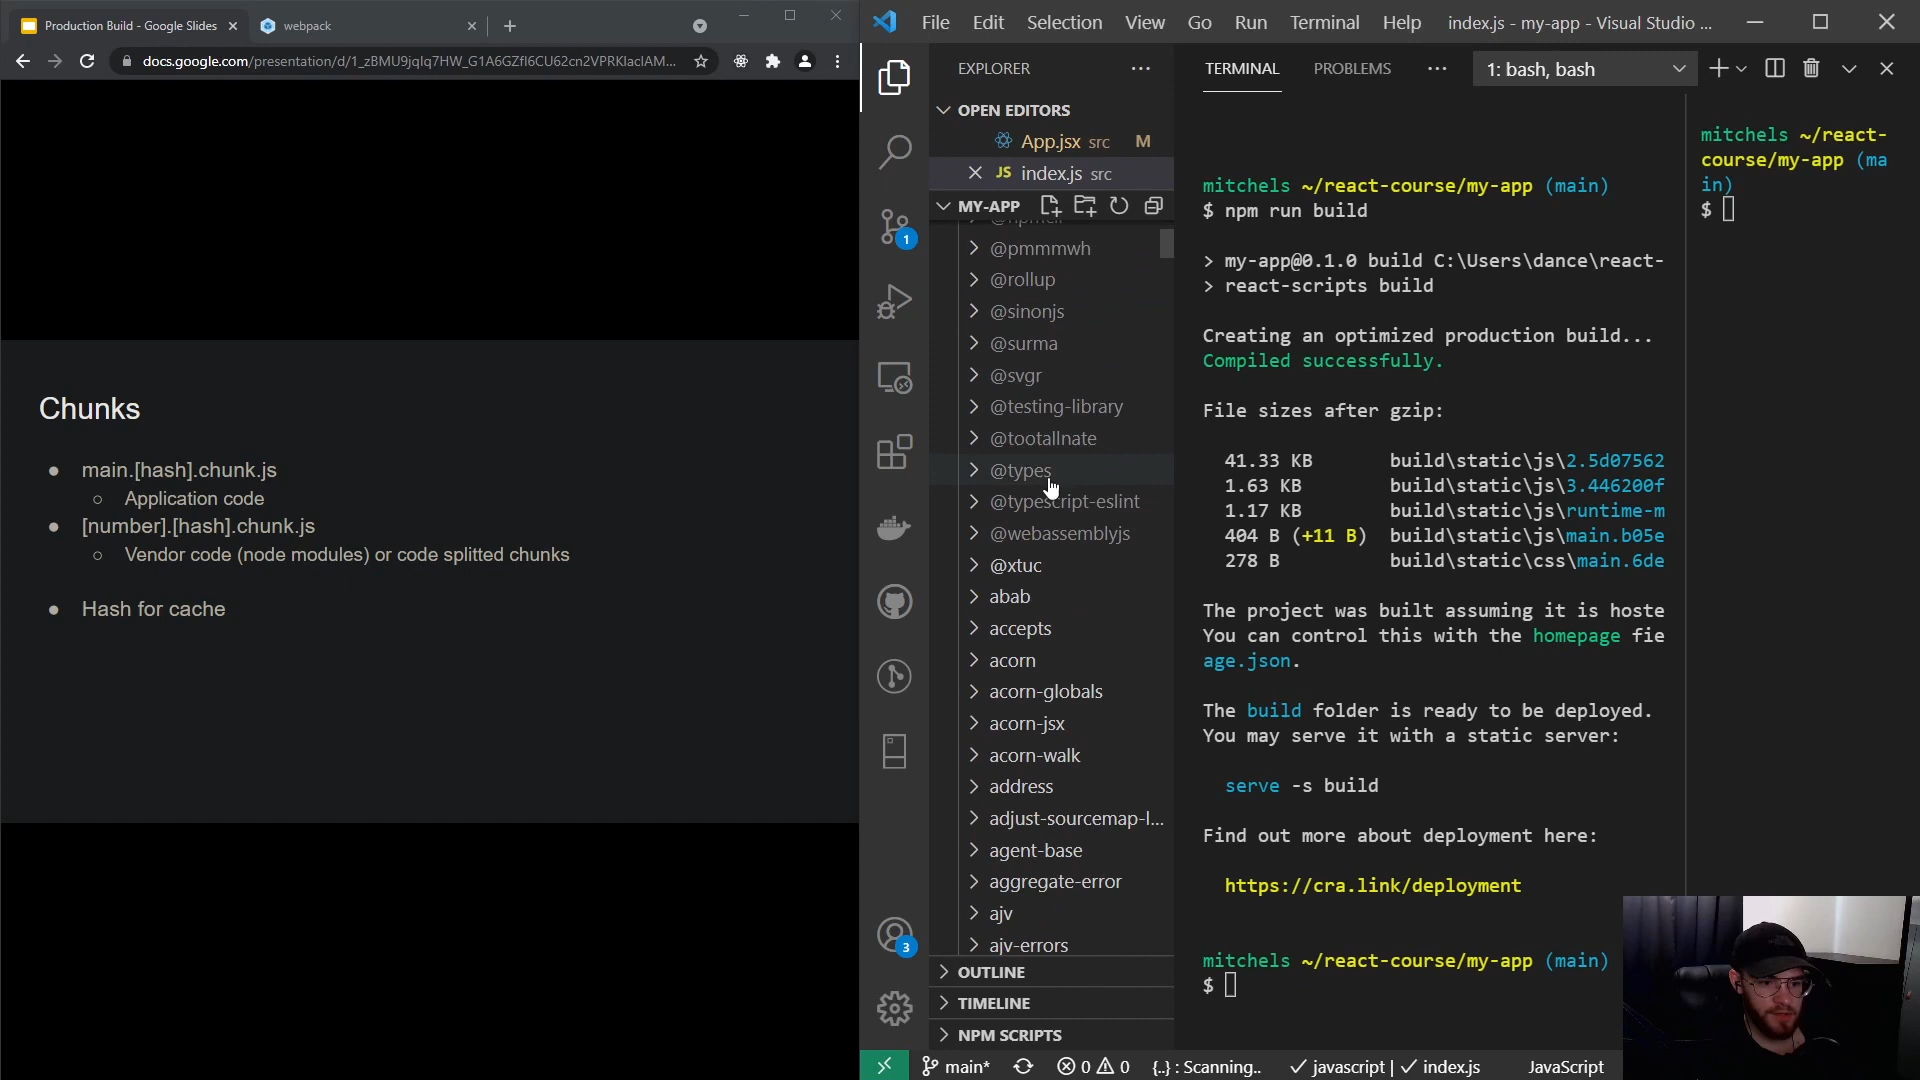 Production Build - Google Slides
webpack
docs.google.com/presentation/d/1_zBMU9jqIq7HW_G1A6GZfI6CU62cn2VPRKIacIAM...
Chunks
main.[hash].chunk.js
Application code
[number].[hash].chunk.js
Vendor code (node modules) or code splitted chunks
Hash for cache
File Edit Selection View Go Run Terminal Help index.js - my-app - Visual Studio ...
EXPLORER
OPEN EDITORS
App.jsx src M
JS index.js src
MY-APP
@pmmmwh
@rollup
@sinonjs
@surma
@svgr
@testing-library
@tootallnate
@types
@typescript-eslint
@webassemblyjs
@xtuc
abab
accepts
acorn
acorn-globals
acorn-jsx
acorn-walk
address
adjust-sourcemap-l...
agent-base
aggregate-error
ajv
ajv-errors
OUTLINE
TIMELINE
NPM SCRIPTS
1
3
TERMINAL PROBLEMS ... 1: bash, bash
mitchels ~/react-course/my-app (main)
$ npm run build
> my-app@0.1.0 build C:\Users\dance\react-
> react-scripts build
Creating an optimized production build...
Compiled successfully.
File sizes after gzip:
41.33 KB build\static\js\2.5d07562
1.63 KB build\static\js\3.446200f
1.17 KB build\static\js\runtime-m
404 B (+11 B) build\static\js\main.b05e
278 B build\static\css\main.6de
The project was built assuming it is hoste
You can control this with the homepage fie
age.json.
The build folder is ready to be deployed.
You may serve it with a static server:
serve -s build
Find out more about deployment here:
https://cra.link/deployment
mitchels ~/react-course/my-app (main)
$
mitchels ~/react-
course/my-app (ma
in)
$
main* 0 0 {..} : Scanning.. javascript | index.js JavaScript